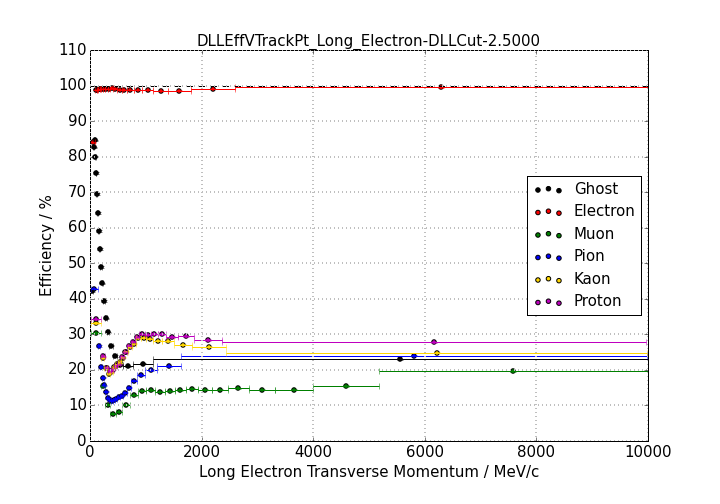 DLLEffVTrackPt_Long_Electron-DLLCut-2.5000
110
100
90
80
70
60
50
40
30
20
10
0
Efficiency / %
Ghost
Electron
Muon
Pion
Kaon
Proton
0 2000 4000 6000 8000 10000
Long Electron Transverse Momentum / MeV/c